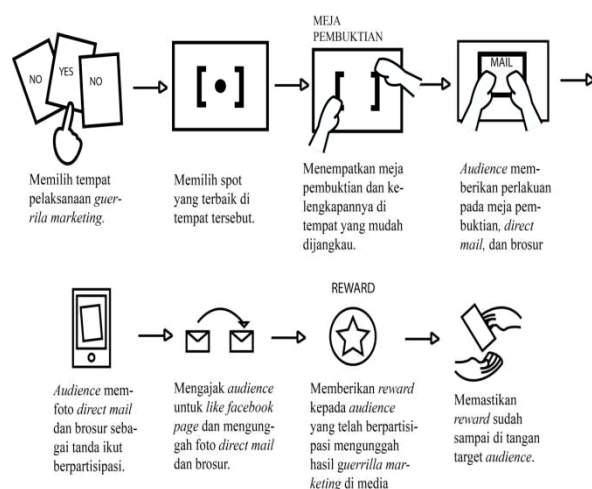 MEJA
PEMBUKTIAN
NO
YES
NO
MAIL
Memilih tempat
pelaksanaan guer-
rila marketing.
Memilih spot
yang terbaik di
tempat tersebut.
Menempatkan meja
pembuktian dan ke-
lengkapannya di
tempat yang mudah
dijangkau.
Audience mem-
berikan perlakuan
pada meja pem-
buktian, direct
mail, dan brosur
REWARD
Audience mem-
foto direct mail
dan brosur seba-
gai tanda ikut
berpartisipasi.
Mengajak audience
untuk like facebook
page dan mengung-
gah foto direct mail
dan brosur.
Memberikan reward
kepada audience
yang telah berpartisi-
pasi mengunggah
hasil guerrilla mar-
keting di media
Memastikan
reward sudah
sampai di tangan
target audience.